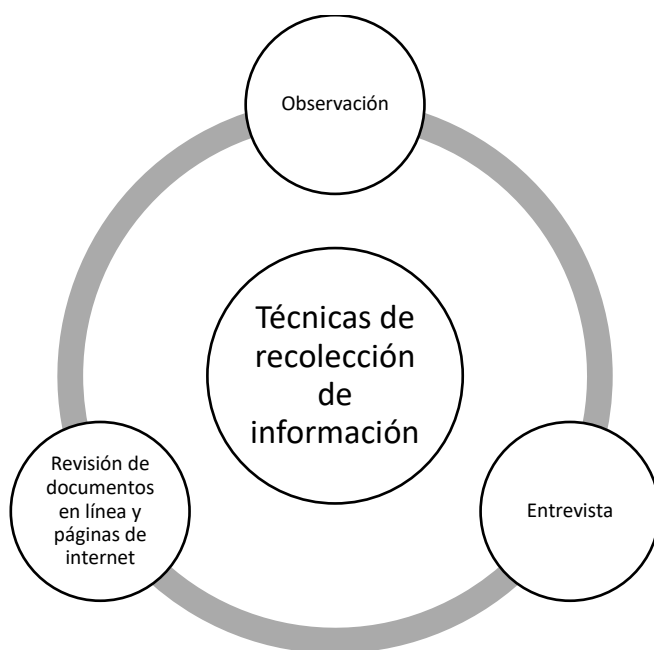 Observación
Técnicas de
recolección
de
información
Revisión de
documentos
en línea y
páginas de
internet
Entrevista